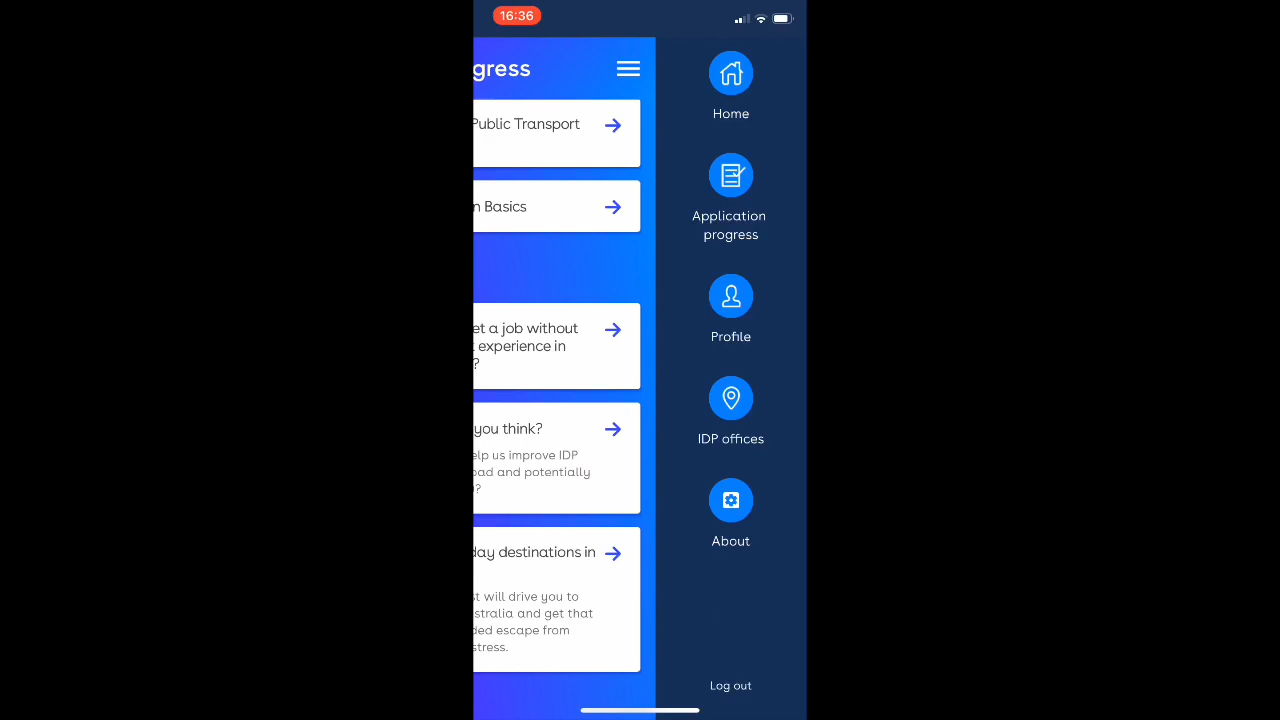 16:36
gress
Public Transport
n Basics
et a job without
experience in
?
you think?
elp us improve IDP
oad and potentially
?
day destinations in
st will drive you to
stralia and get that
ded escape from
stress.
Home
Application
progress
Profile
IDP offices
About
Log out